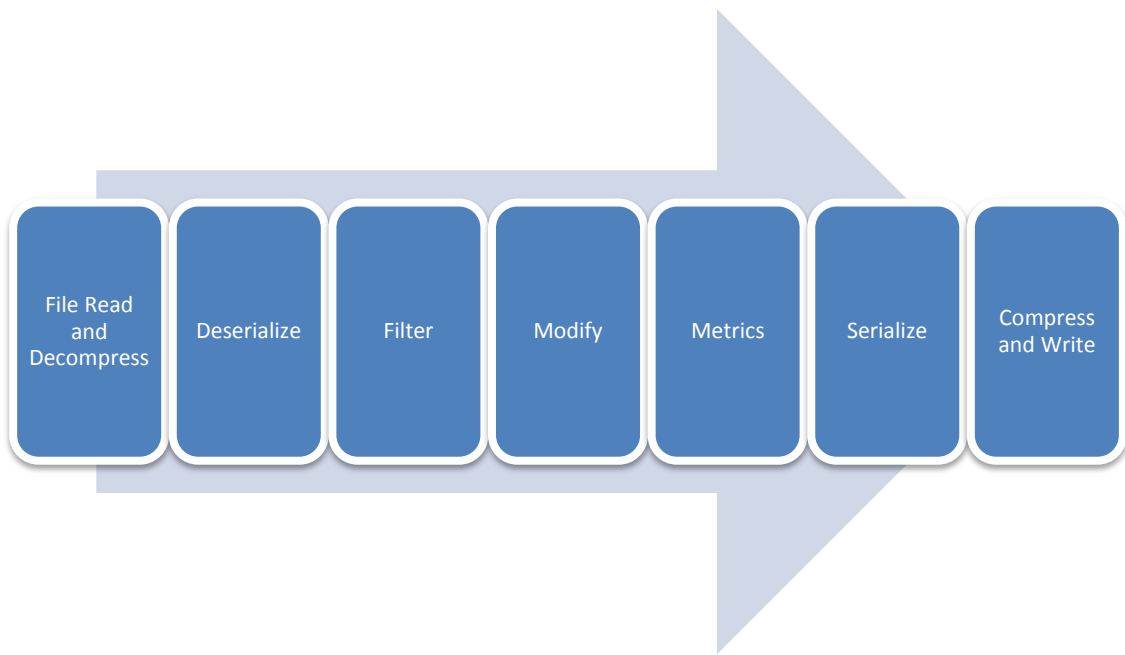 File Read
and
Decompress
Deserialize
Filter
Modify
Metrics
Serialize
Compress
and Write